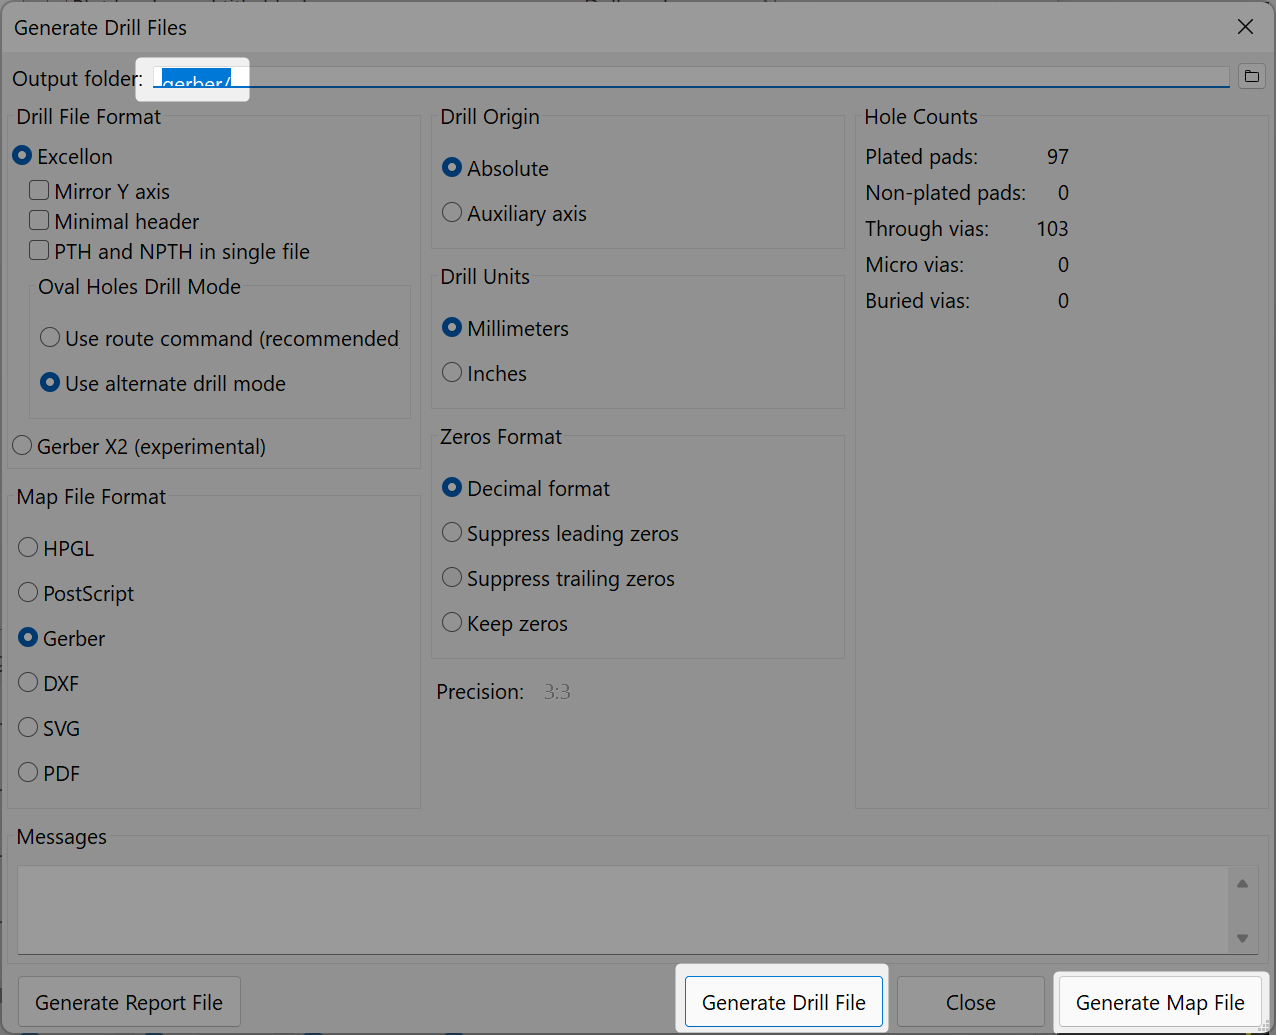 Generate Drill Files
Output folder: gerber/
Drill File Format
Excellon
Mirror Y axis
Minimal header
PTH and NPTH in single file
Oval Holes Drill Mode
Use route command (recommended
Use alternate drill mode
Gerber X2 (experimental)
Map File Format
HPGL
PostScript
Gerber
DXF
SVG
PDF
Drill Origin
Absolute
Auxiliary axis
Drill Units
Millimeters
Inches
Zeros Format
Decimal format
Suppress leading zeros
Suppress trailing zeros
Keep zeros
Precision: 3:3
Hole Counts
Plated pads: 97
Non-plated pads: 0
Through vias: 103
Micro vias: 0
Buried vias: 0
Messages
Generate Report File
Generate Drill File
Close
Generate Map File